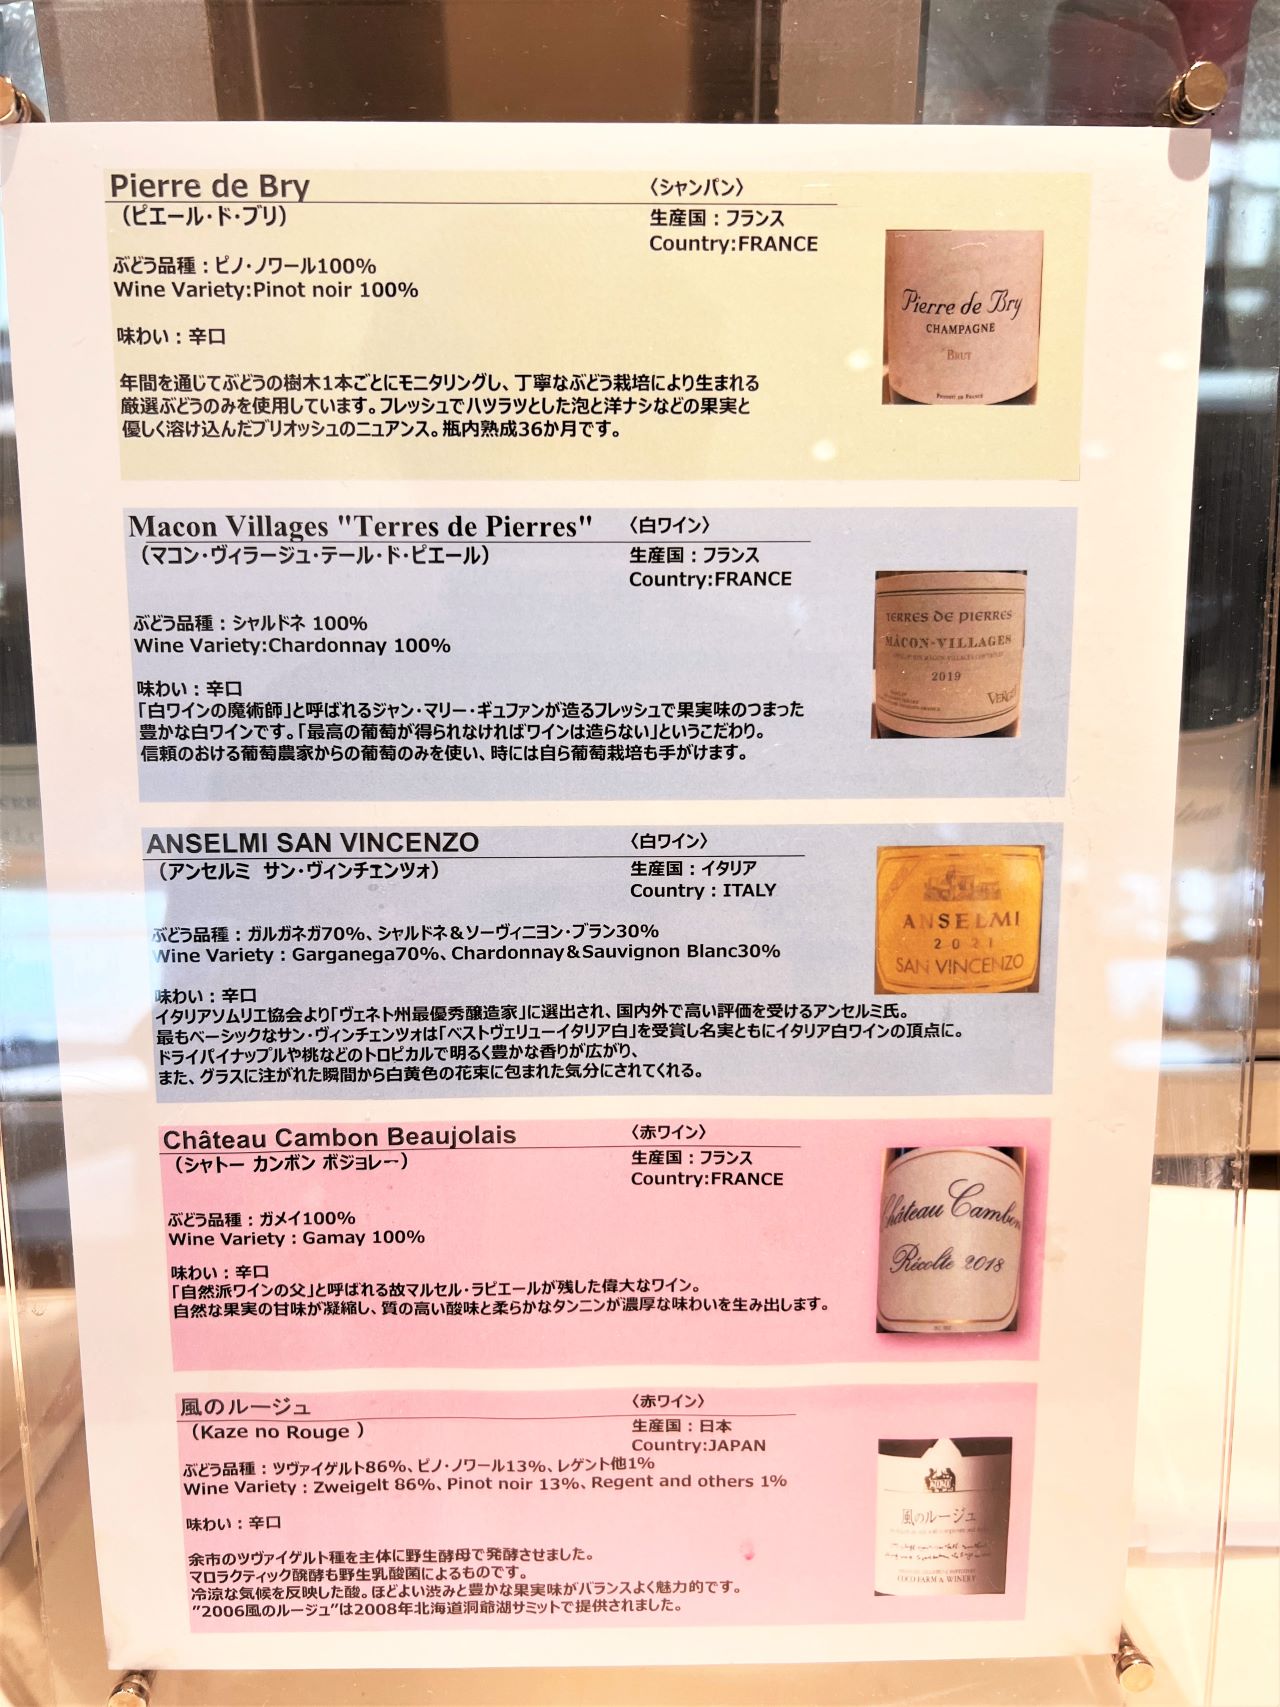 Pierre de Bry 〈シャンパン〉
（ピエール・ド・ブリ） 生産国：フランス
Country:FRANCE
ぶどう品種：ピノ・ノワール100%
Wine Variety:Pinot noir 100%
味わい：辛口
年間を通じてぶどうの樹木1本ごとにモニタリングし、丁寧なぶどう栽培により生まれる
厳選ぶどうのみを使用しています。フレッシュでハツラツとした泡と洋ナシなどの果実と
優しく溶け込んだブリオッシュのニュアンス。瓶内熟成36か月です。
Pierre de Bry
CHAMPAGNE
BRUT
PRODUIT DE FRANCE
Macon Villages "Terres de Pierres" 〈白ワイン〉
（マコン・ヴィラージュ・テール・ド・ピエール） 生産国：フランス
Country:FRANCE
ぶどう品種：シャルドネ 100%
Wine Variety:Chardonnay 100%
味わい：辛口
「白ワインの魔術師」と呼ばれるジャン・マリー・ギュファンが造るフレッシュで果実味のつまった
豊かな白ワインです。「最高の葡萄が得られなければワインは造らない」というこだわり。
信頼のおける葡萄農家からの葡萄のみを使い、時には自ら葡萄栽培も手がけます。
TERRES DE PIERRES
MÂCON-VILLAGES
2019
ANSELMI SAN VINCENZO 〈白ワイン〉
（アンセルミ サン・ヴィンチェンツォ） 生産国：イタリア
Country：ITALY
ぶどう品種：ガルガネガ70%、シャルドネ＆ソーヴィニヨン・ブラン30%
Wine Variety：Garganega70%、Chardonnay＆Sauvignon Blanc30%
味わい：辛口
イタリアソムリエ協会より「ヴェネト州最優秀醸造家」に選出され、国内外で高い評価を受けるアンセルミ氏。
最もベーシックなサン・ヴィンチェンツォは「ベストヴェリューイタリア白」を受賞し名実ともにイタリア白ワインの頂点に。
ドライパイナップルや桃などのトロピカルで明るく豊かな香りが広がり、
また、グラスに注がれた瞬間から白黄色の花束に包まれた気分にされてくれる。
ANSELMI
2021
SAN VINCENZO
Château Cambon Beaujolais 〈赤ワイン〉
（シャトー カンボン ボジョレー） 生産国：フランス
Country:FRANCE
ぶどう品種：ガメイ100%
Wine Variety：Gamay 100%
味わい：辛口
「自然派ワインの父」と呼ばれる故マルセル・ラピエールが残した偉大なワイン。
自然な果実の甘味が凝縮し、質の高い酸味と柔らかなタンニンが濃厚な味わいを生み出します。
Château Cambon
Récolte 2018
風のルージュ 〈赤ワイン〉
（Kaze no Rouge ） 生産国：日本
Country:JAPAN
ぶどう品種：ツヴァイゲルト86%、ピノ・ノワール13%、レゲント他1%
Wine Variety：Zweigelt 86%、Pinot noir 13%、Regent and others 1%
味わい：辛口
余市のツヴァイゲルト種を主体に野生酵母で発酵させました。
マロラクティック醗酵も野生乳酸菌によるものです。
冷涼な気候を反映した酸。ほどよい渋みと豊かな果実味がバランスよく魅力的です。
"2006風のルージュ"は2008年北海道洞爺湖サミットで提供されました。
風のルージュ
COCO FARM & WINERY